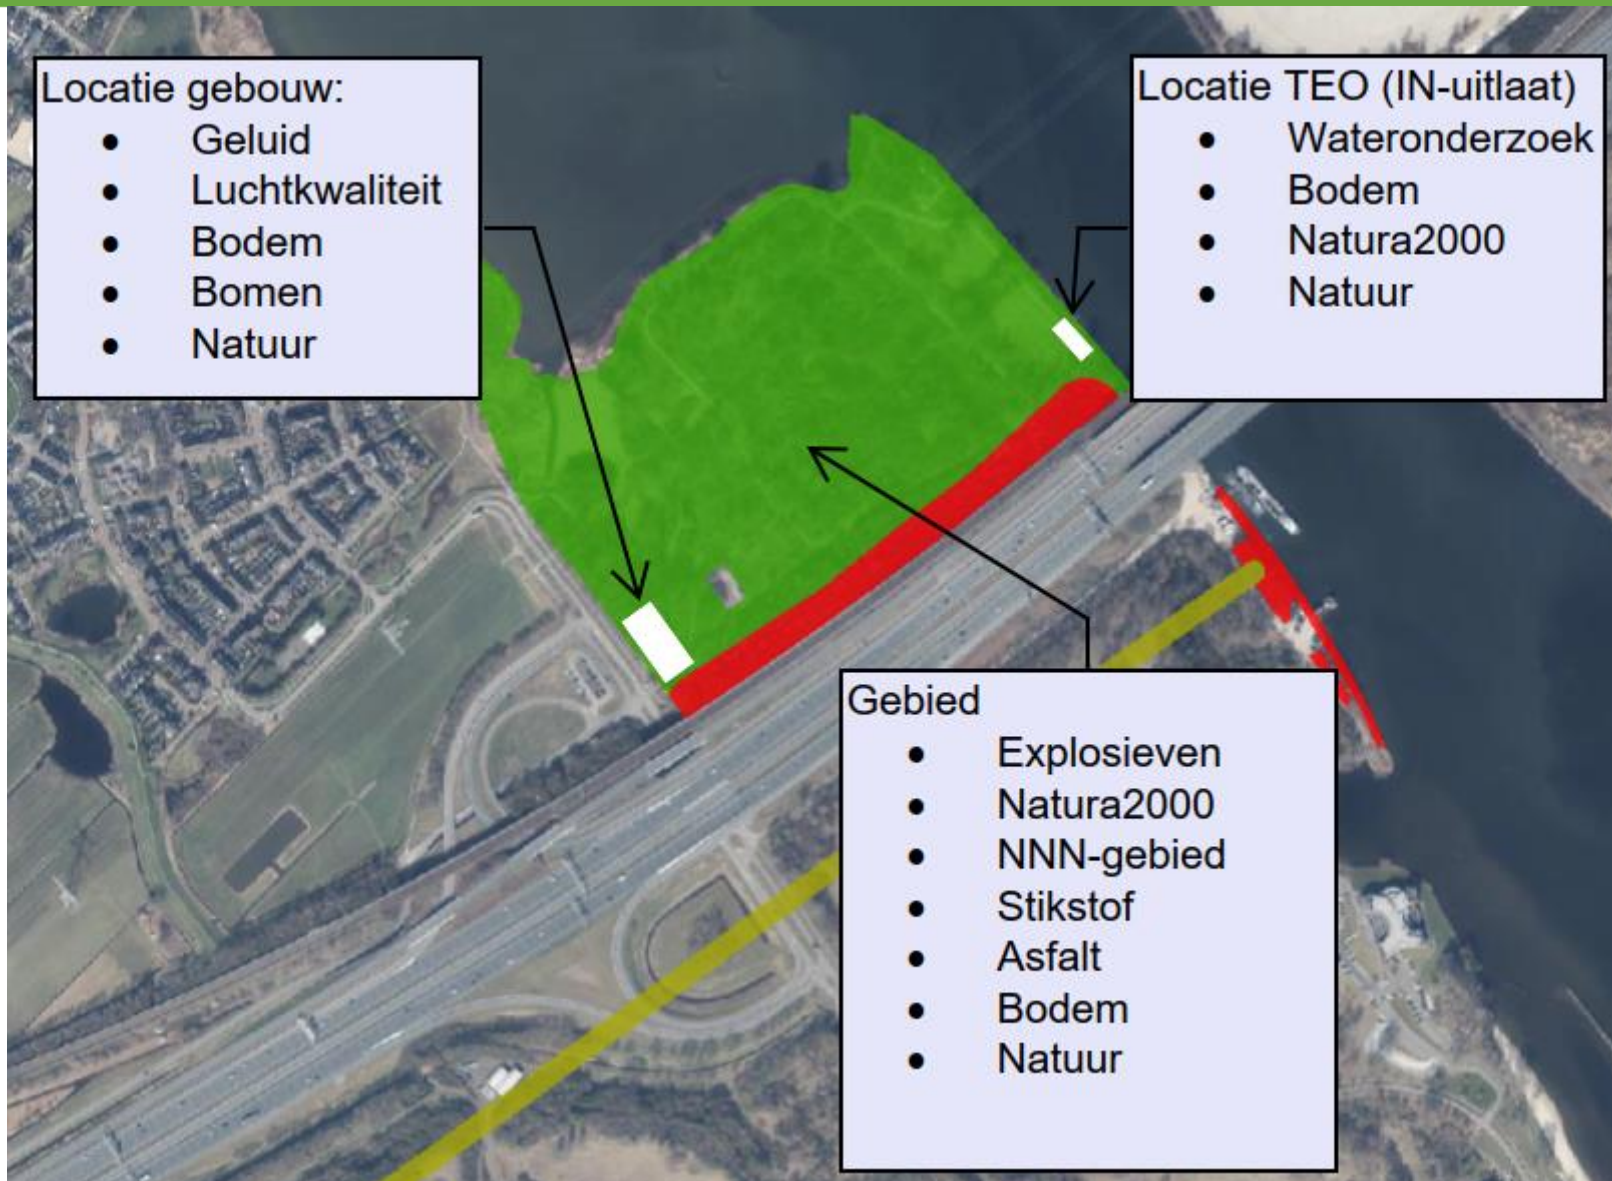 Locatie gebouw:
• Geluid
• Luchtkwaliteit
• Bodem
• Bomen
• Natuur
Locatie TEO (IN-uitlaat)
• Wateronderzoek
• Bodem
• Natura2000
• Natuur
Gebied
• Explosieven
• Natura2000
• NNN-gebied
• Stikstof
• Asfalt
• Bodem
• Natuur